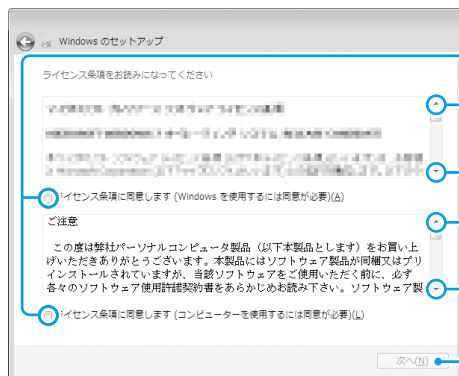 Windows のセットアップ
ライセンス条項をお読みになってください
ライセンス条項に同意します (Windows を使用するには同意が必要)(A)
ご注意
この度は弊社パーソナルコンピュータ製品（以下本製品とします）をお買い上
げいただきありがとうございます。本製品にはソフトウェア製品が同梱又はプリ
インストールされていますが、当該ソフトウェアをご使用いただく前に、必ず
各々のソフトウェア使用許諾契約書をあらかじめお読み下さい。ソフトウェア製
ライセンス条項に同意します (コンピューターを使用するには同意が必要)(L)
次へ(N)